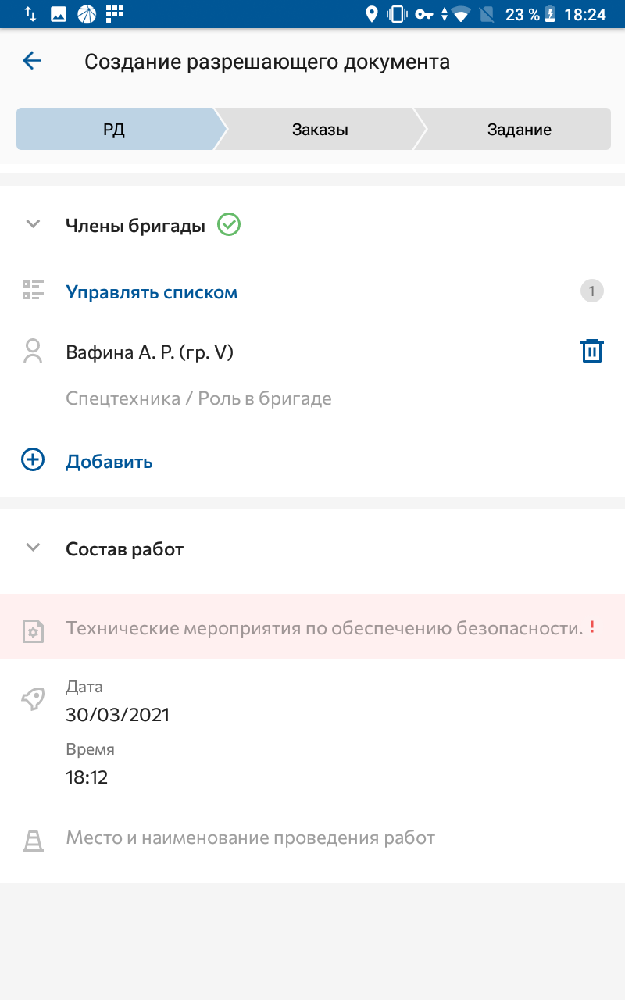 23 % 18:24
Создание разрешающего документа
РД Заказы Задание
Члены бригады
Управлять списком 1
Вафина А. Р. (гр. V)
Спецтехника / Роль в бригаде
Добавить
Состав работ
Технические мероприятия по обеспечению безопасности. !
Дата
30/03/2021
Время
18:12
Место и наименование проведения работ